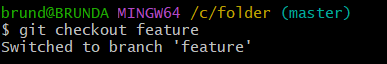 brund@BRUNDA MINGW64 /c/folder (master)
$ git checkout feature
Switched to branch 'feature'